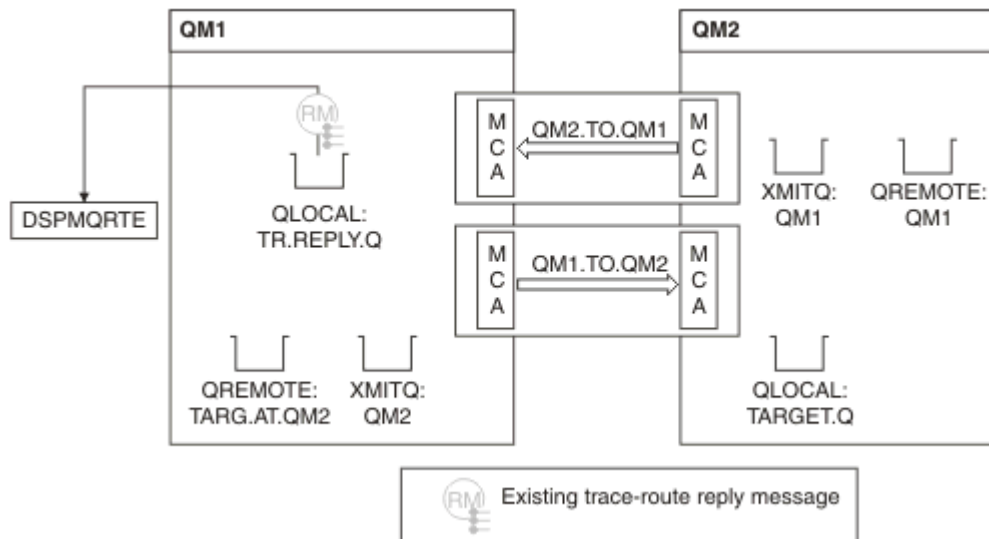 QM1
QM2
RM
M
C
A
QM2.TO.QM1
M
C
A
XMITQ:
QM1
QREMOTE:
QM1
DSPMQRTE
QLOCAL:
TR.REPLY.Q
M
C
A
QM1.TO.QM2
M
C
A
QREMOTE:
TARG.AT.QM2
XMITQ:
QM2
QLOCAL:
TARGET.Q
RM
Existing trace-route reply message